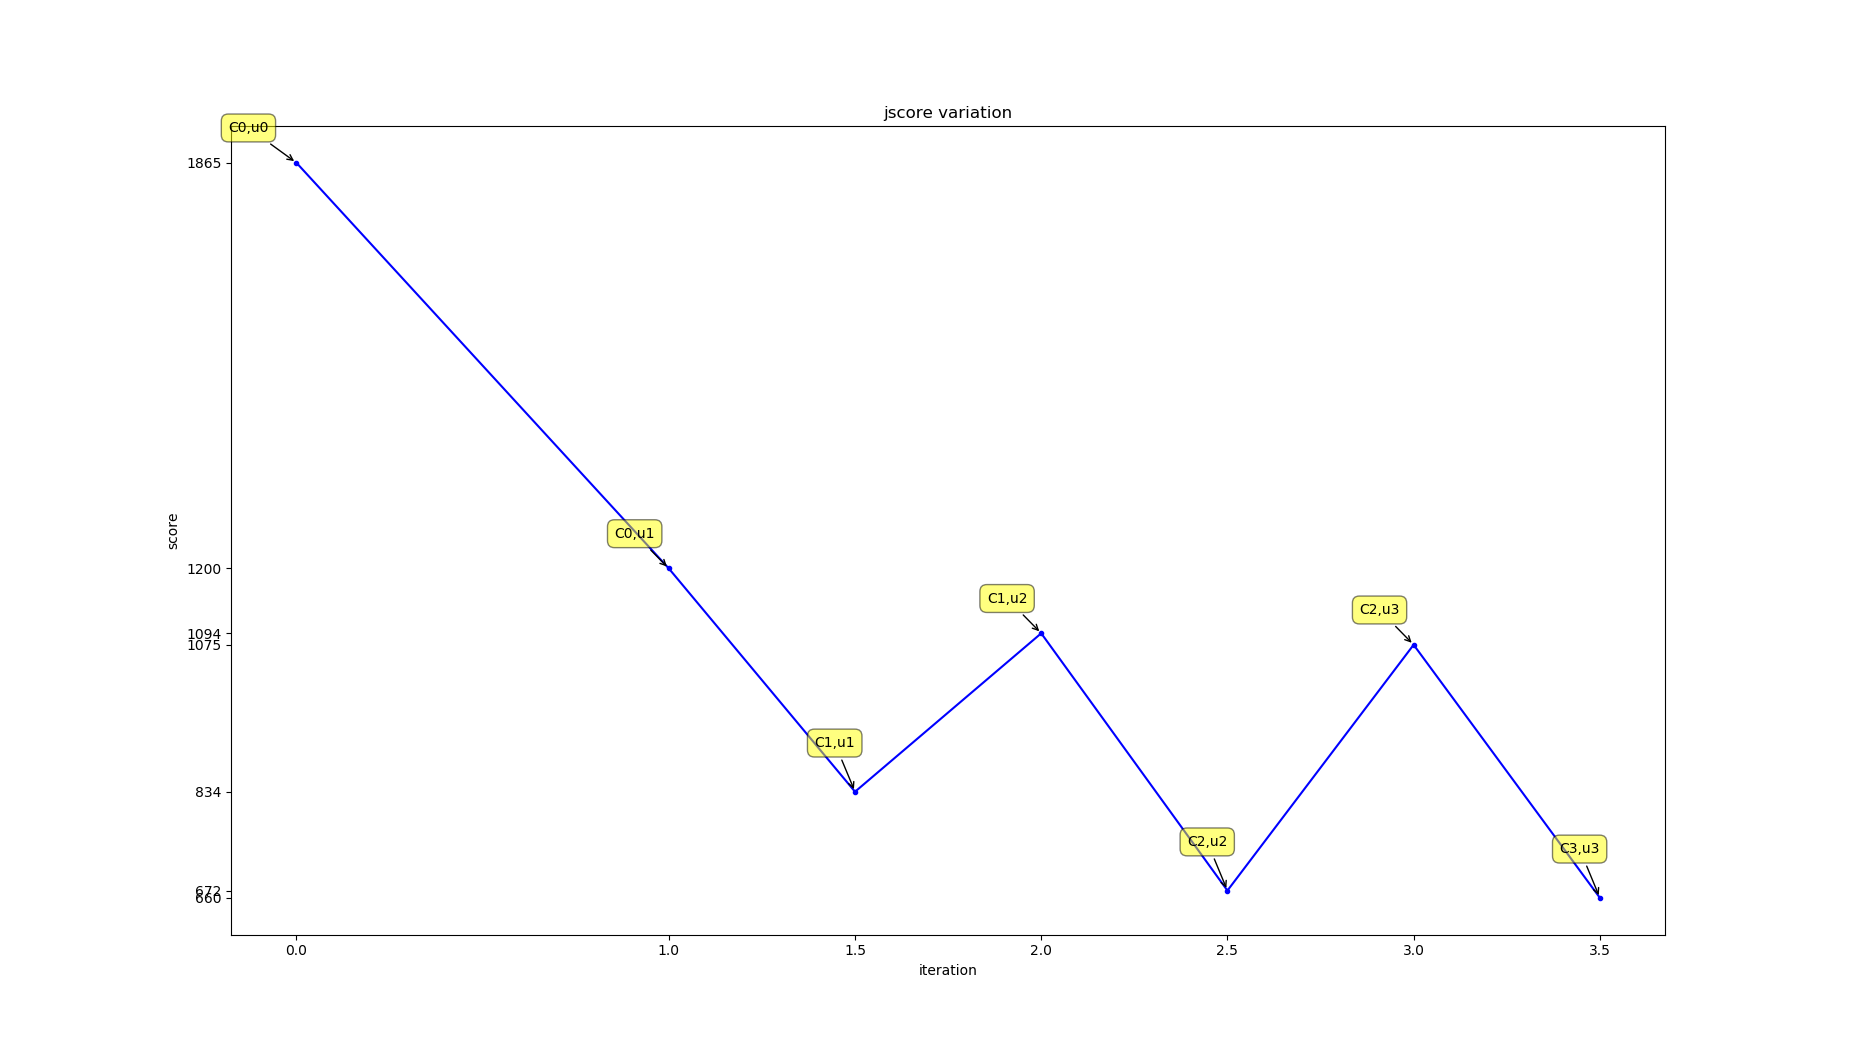 jscore variation
C0,u0
1865
C0,u1
score
1200
C1,u2
C2,u3
1094
1075
C1,u1
834
C2,u2
C3,u3
672
660
0.0 1.0 1.5 2.0 2.5 3.0 3.5
iteration